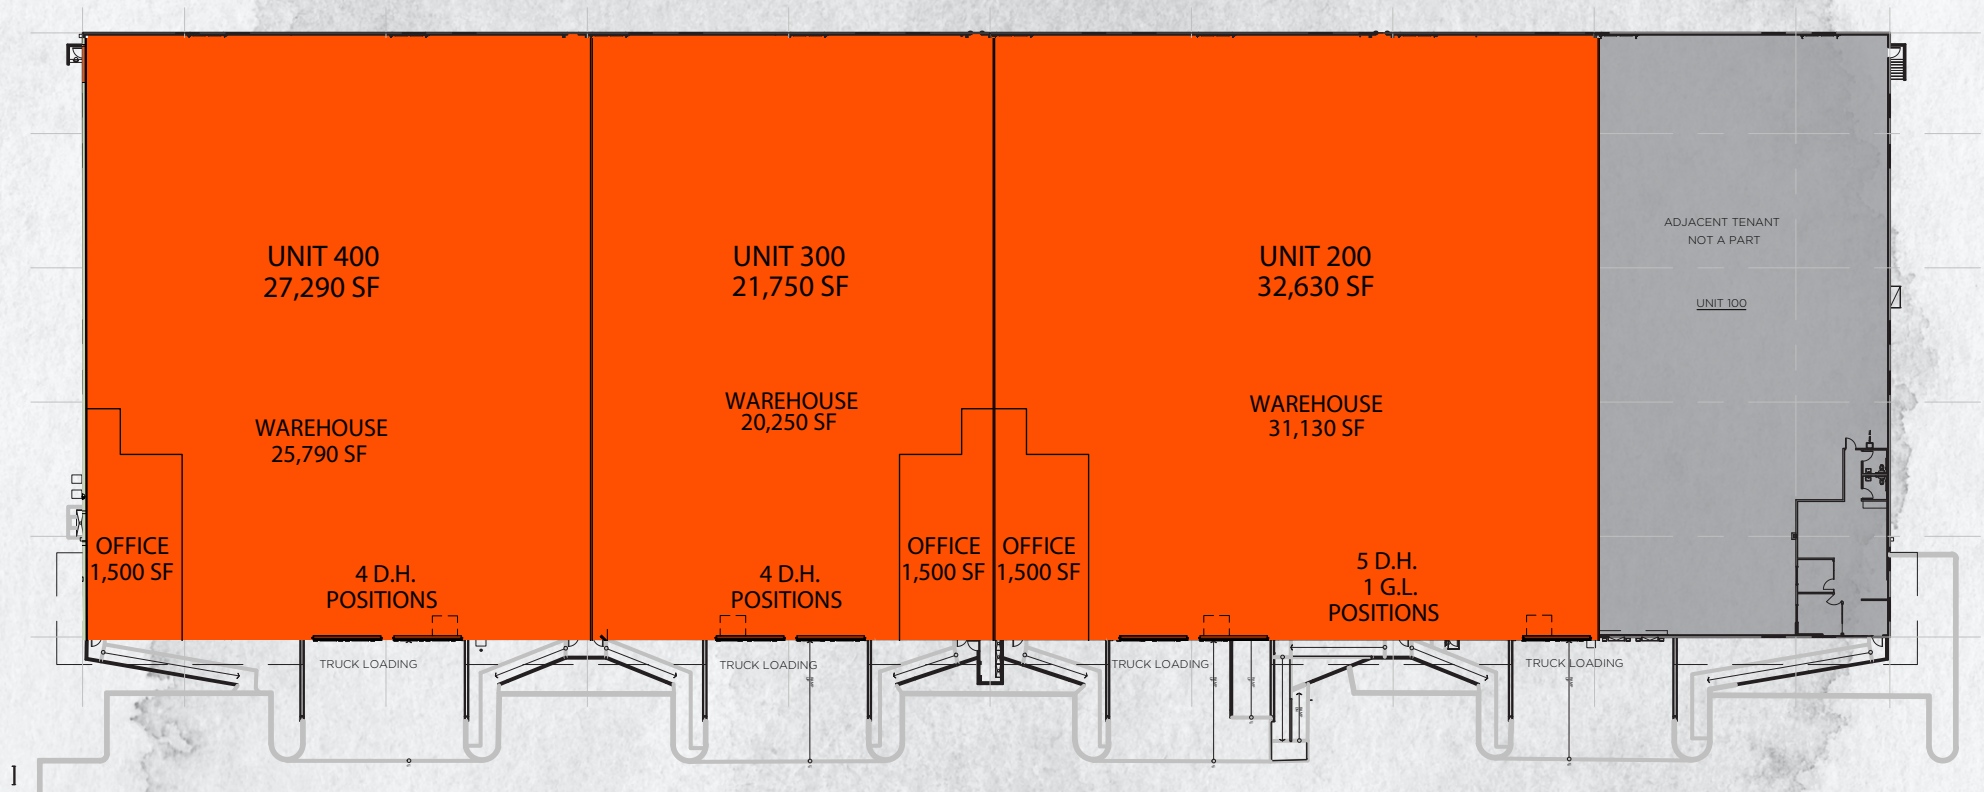 UNIT 400
27,290 SF
WAREHOUSE
25,790 SF
OFFICE
1,500 SF
4 D.H.
POSITIONS
TRUCK LOADING
UNIT 300
21,750 SF
WAREHOUSE
20,250 SF
OFFICE
1,500 SF
4 D.H.
POSITIONS
TRUCK LOADING
UNIT 200
32,630 SF
WAREHOUSE
31,130 SF
OFFICE
1,500 SF
5 D.H.
1 G.L.
POSITIONS
TRUCK LOADING
TRUCK LOADING
ADJACENT TENANT
NOT A PART
UNIT 100